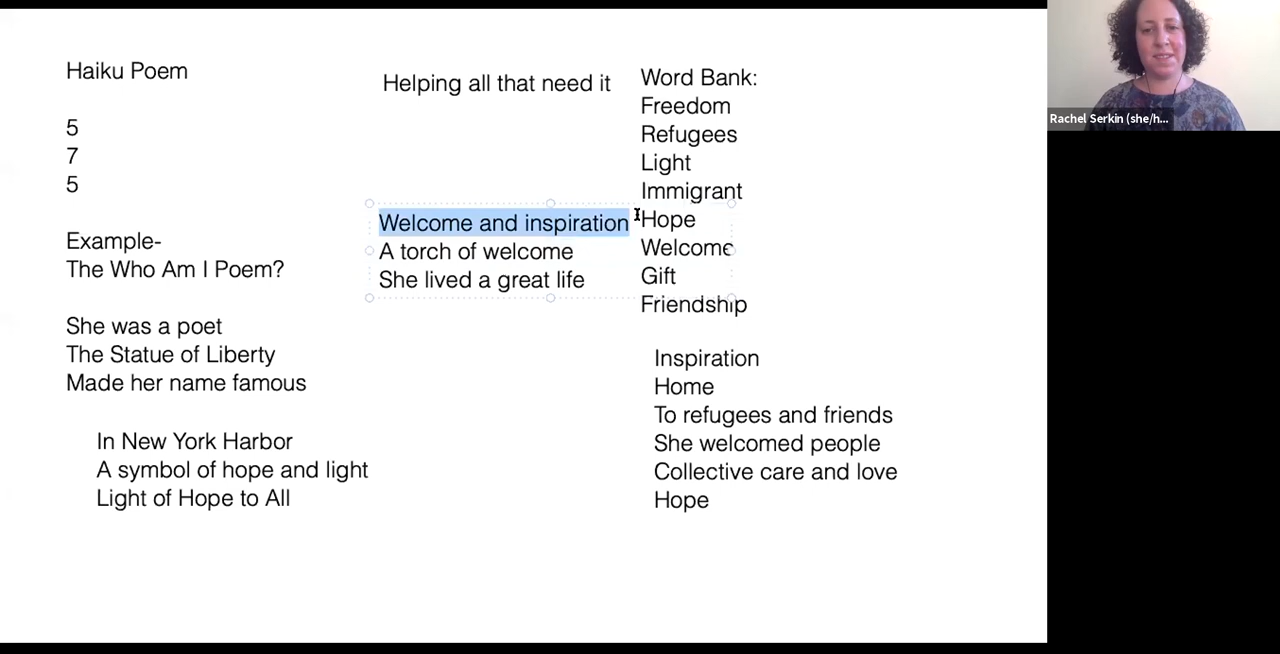 Haiku Poem
5
7
5
Example-
The Who Am I Poem?
She was a poet
The Statue of Liberty
Made her name famous
In New York Harbor
A symbol of hope and light
Light of Hope to All
Helping all that need it
Welcome and inspiration
A torch of welcome
She lived a great life
Word Bank:
Freedom
Refugees
Light
Immigrant
Hope
Welcome
Gift
Friendship
Inspiration
Home
To refugees and friends
She welcomed people
Collective care and love
Hope
Rachel Serkin (she/h...